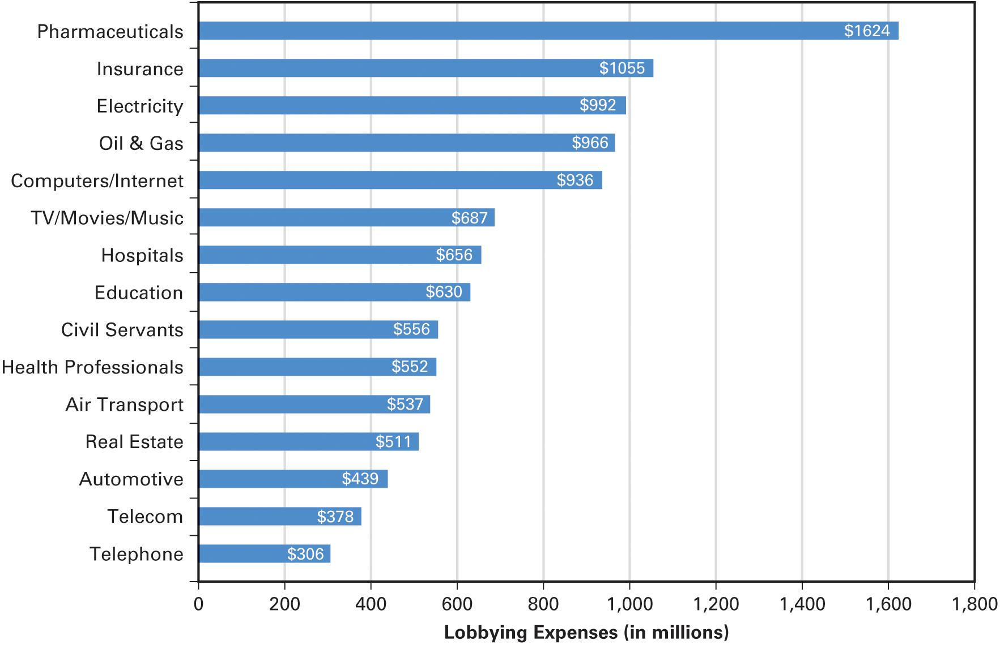 Pharmaceuticals $1624
Insurance $1055
Electricity $992
Oil & Gas $966
Computers/Internet $936
TV/Movies/Music $687
Hospitals $656
Education $630
Civil Servants $556
Health Professionals $552
Air Transport $537
Real Estate $511
Automotive $439
Telecom $378
Telephone $306
0 200 400 600 800 1,000 1,200 1,400 1,600 1,800
Lobbying Expenses (in millions)